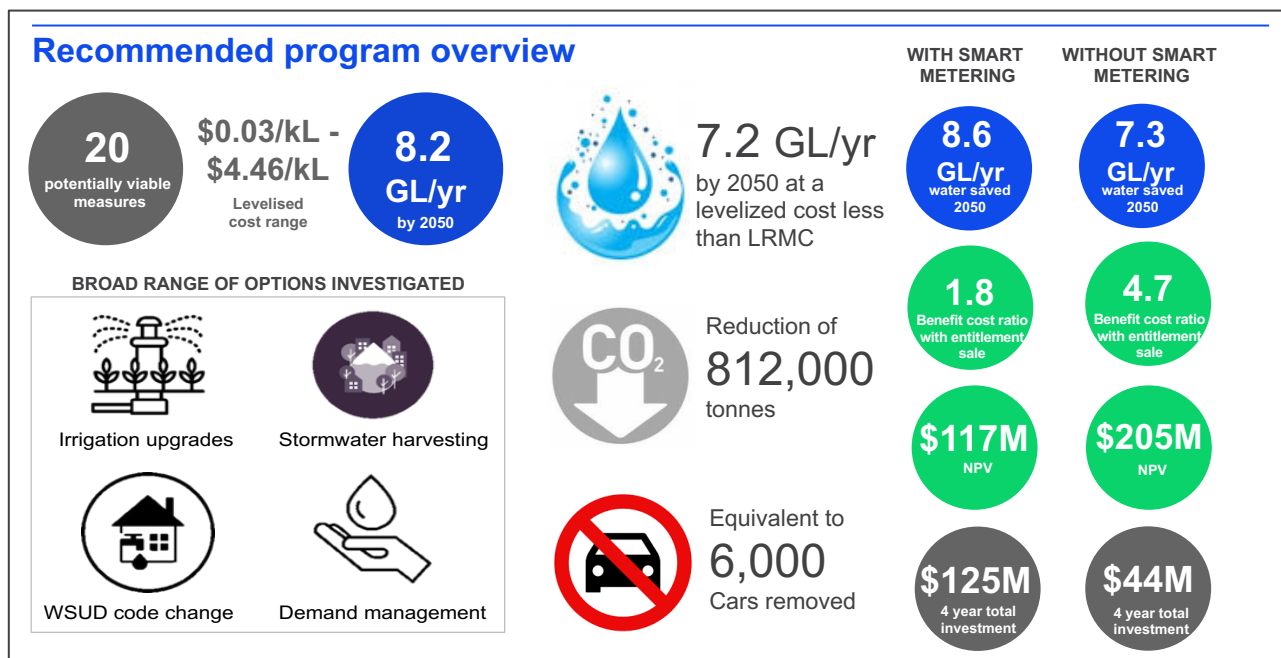 Recommended program overview
20
potentially viable
measures
$0.03/kL -
$4.46/kL
Levelised
cost range
8.2
GL/yr
by 2050
BROAD RANGE OF OPTIONS INVESTIGATED
Irrigation upgrades
Stormwater harvesting
WSUD code change
Demand management
7.2 GL/yr
by 2050 at a
levelized cost less
than LRMC
CO2
Reduction of
812,000
tonnes
Equivalent to
6,000
Cars removed
WITH SMART
METERING
8.6
GL/yr
water saved
2050
1.8
Benefit cost ratio
with entitlement
sale
$117M
NPV
$125M
4 year total
investment
WITHOUT SMART
METERING
7.3
GL/yr
water saved
2050
4.7
Benefit cost ratio
with entitlement
sale
$205M
NPV
$44M
4 year total
investment